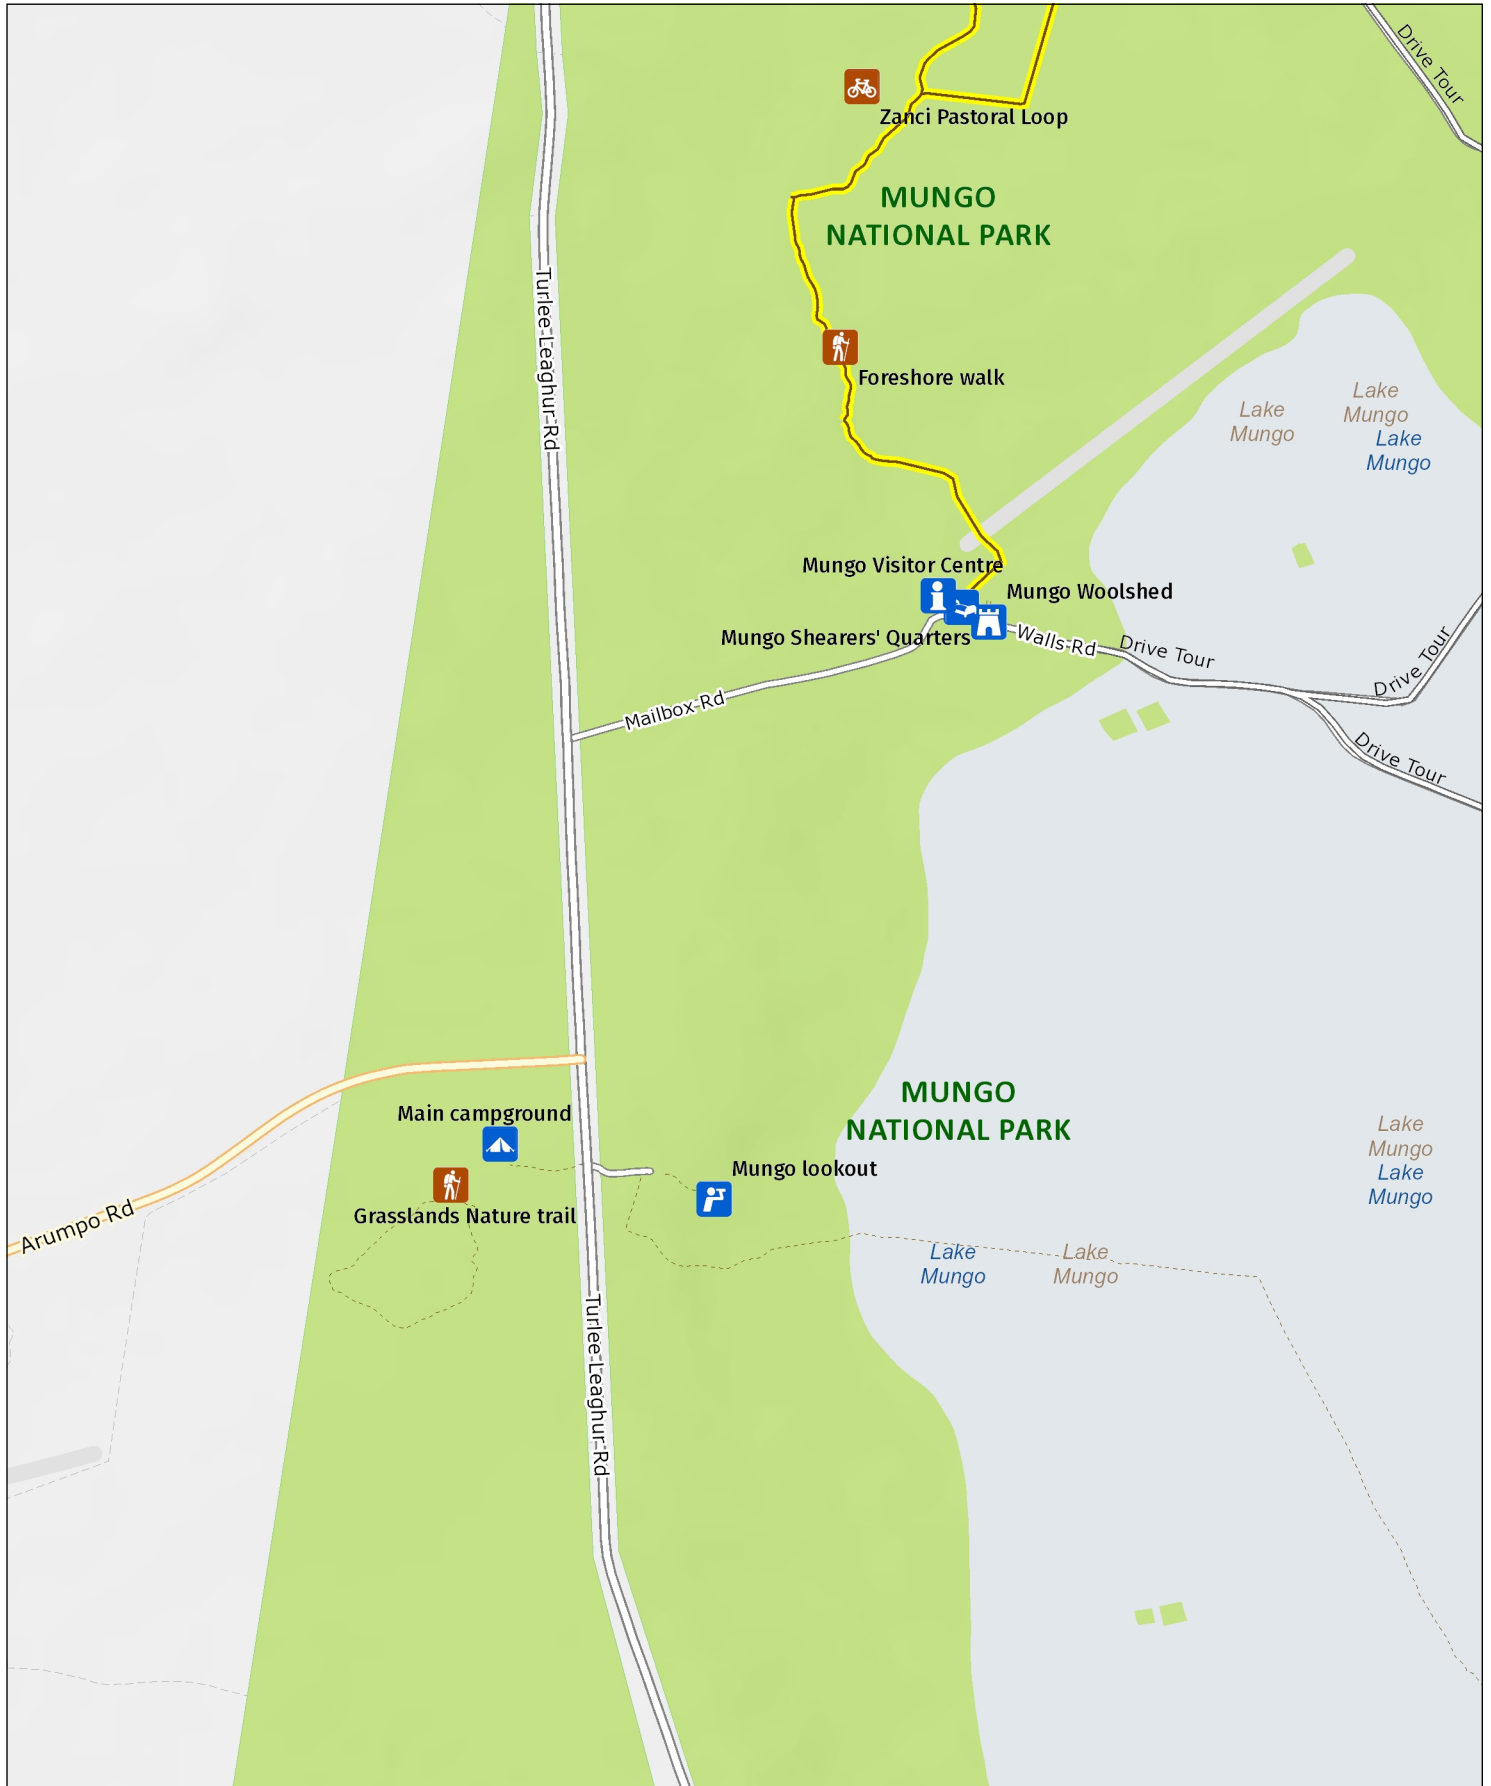 Drive Tour
Zanci Pastoral Loop
MUNGO
NATIONAL PARK
Turlee-Leaghur-Rd
Foreshore walk
Lake
Mungo
Lake
Mungo
Lake
Mungo
Mungo Visitor Centre
Mungo Woolshed
Mungo Shearers' Quarters
Walls-Rd
Drive Tour
Drive Tour
Mailbox-Rd
Drive Tour
MUNGO
NATIONAL PARK
Main campground
Lake
Mungo
Lake
Mungo
Mungo lookout
Grasslands Nature trail
Arumpo Rd
Lake
Mungo
Lake
Mungo
Turlee-Leaghur-Rd